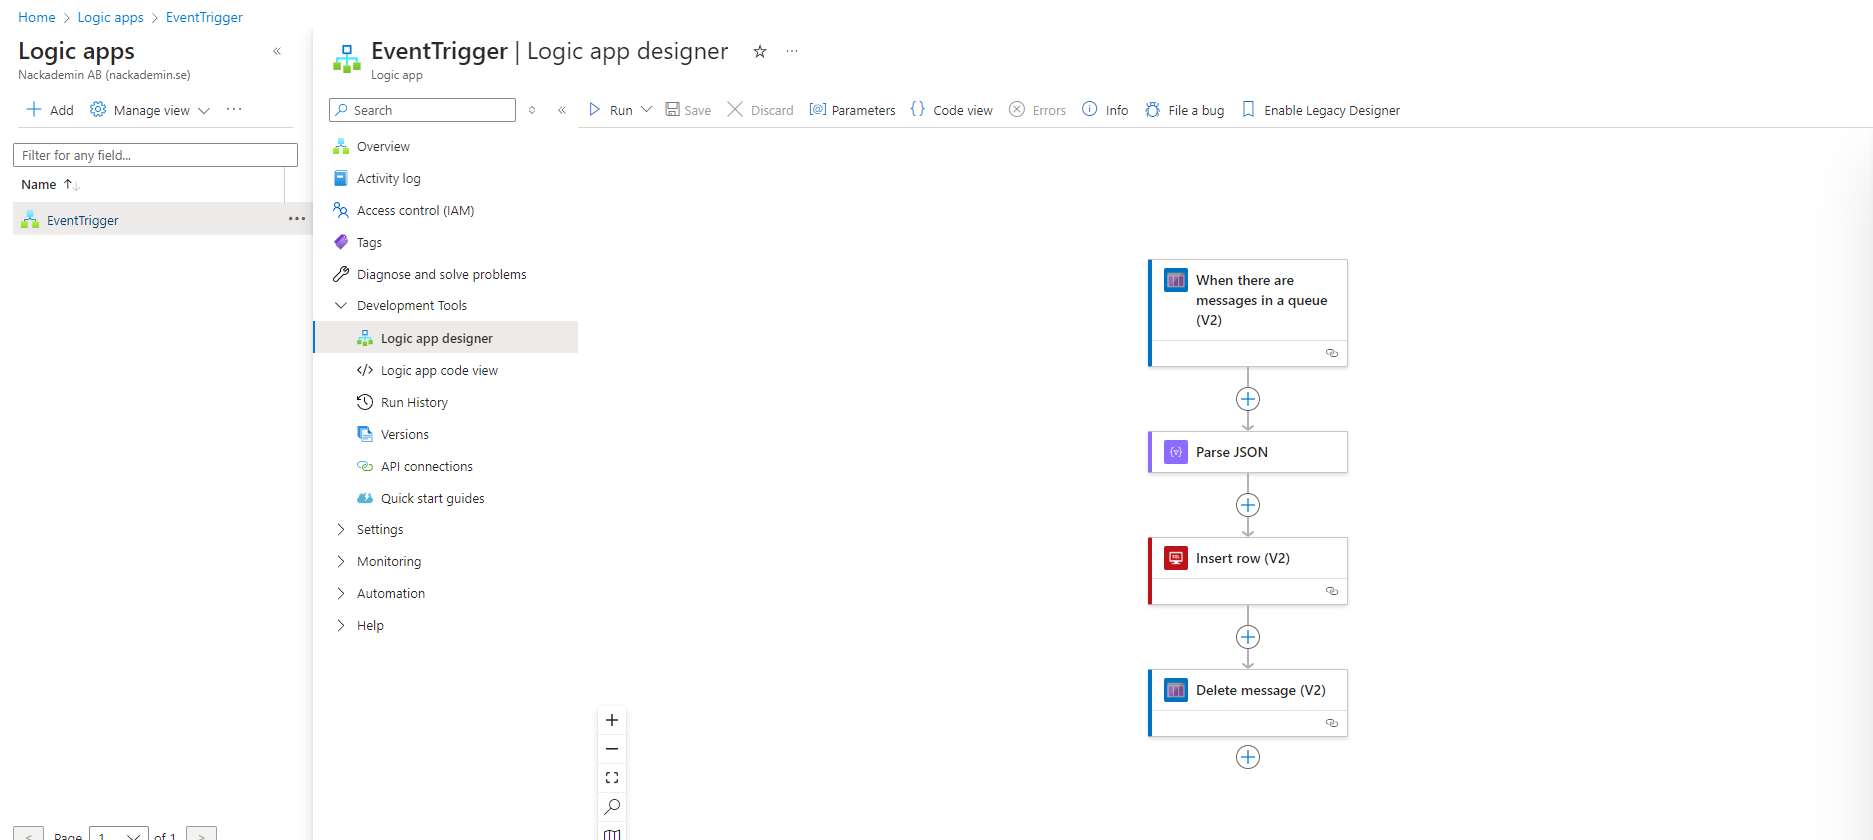 Home > Logic apps > EventTrigger
Logic apps
Nackademin AB (nackademin.se)
Add Manage view
Filter for any field...
Name
EventTrigger
Page 1 of 1
EventTrigger | Logic app designer
Logic app
Search
Overview
Activity log
Access control (IAM)
Tags
Diagnose and solve problems
Development Tools
Logic app designer
Logic app code view
Run History
Versions
API connections
Quick start guides
Settings
Monitoring
Automation
Help
Run Save Discard Parameters Code view Errors Info File a bug Enable Legacy Designer
When there are
messages in a queue
(V2)
Parse JSON
Insert row (V2)
Delete message (V2)